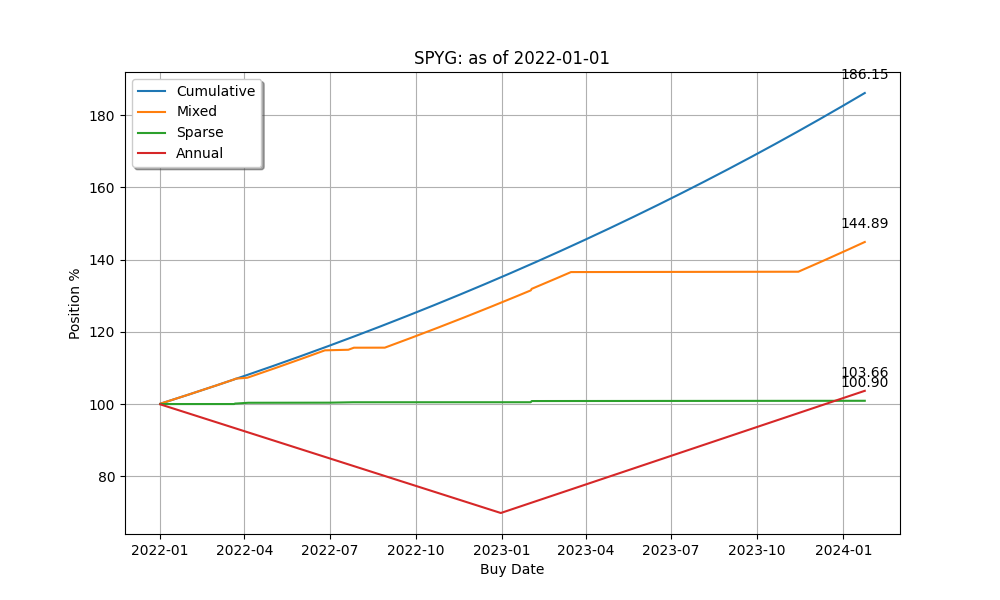 SPYG: as of 2022-01-01
186.15
Cumulative
Mixed
Sparse
Annual
144.89
103.66
100.90
180
160
140
120
100
80
Position %
2022-01 2022-04 2022-07 2022-10 2023-01 2023-04 2023-07 2023-10 2024-01
Buy Date